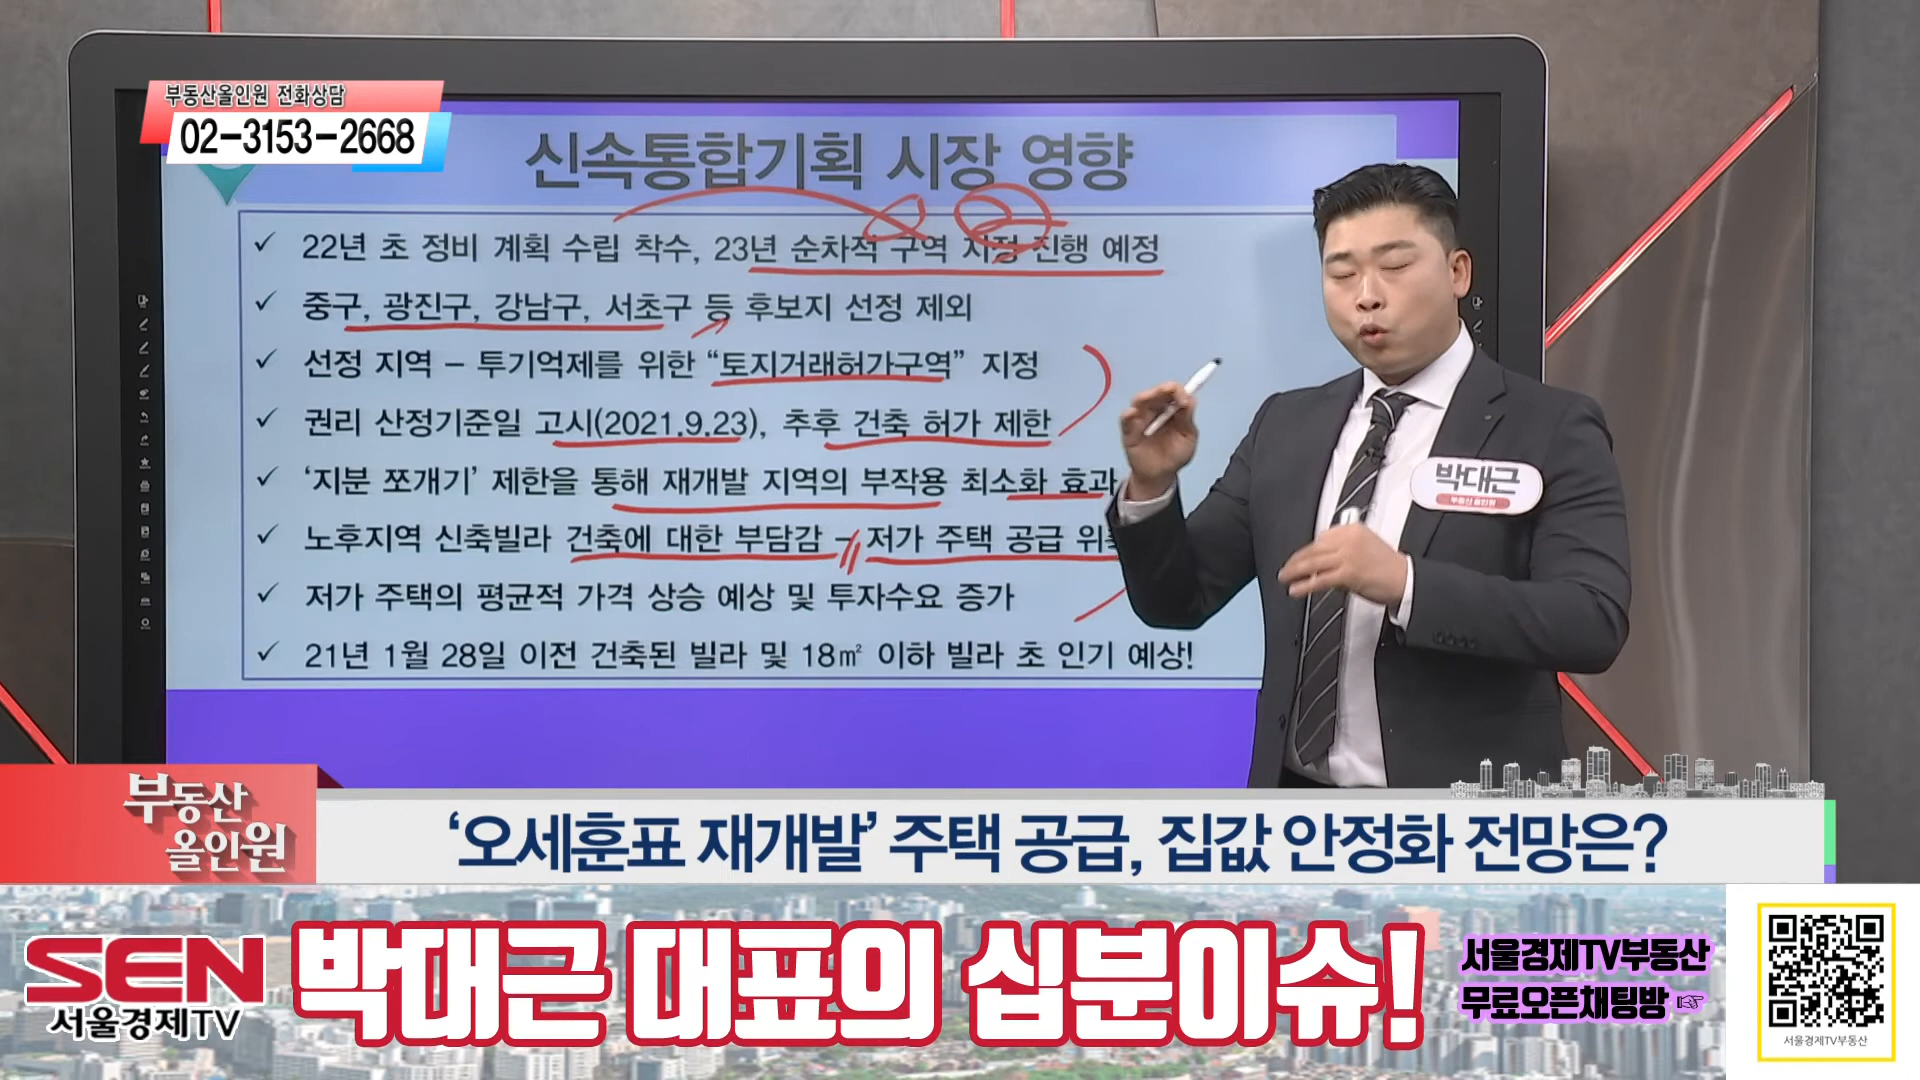 부동산올인원 전화상담
02-3153-2668
신속통합기획 시장 영향
✓ 22년 초 정비 계획 수립 착수, 23년 순차적 구역 지정 진행 예정
✓ 중구, 광진구, 강남구, 서초구 등 후보지 선정 제외
✓ 선정 지역 – 투기억제를 위한 “토지거래허가구역” 지정
✓ 권리 산정기준일 고시(2021.9.23), 추후 건축 허가 제한
✓ ‘지분 쪼개기’ 제한을 통해 재개발 지역의 부작용 최소화 효과
✓ 노후지역 신축빌라 건축에 대한 부담감 – 저가 주택 공급
✓ 저가 주택의 평균적 가격 상승 예상 및 투자수요 증가
✓ 21년 1월 28일 이전 건축된 빌라 및 18㎡ 이하 빌라 초 인기 예상!
박대근
부동산 올인원
부동산
올인원
‘오세훈표 재개발’ 주택 공급, 집값 안정화 전망은?
SEN
서울경제TV
박대근 대표의 십분이슈!
서울경제TV부동산
무료오픈채팅방 ☞
서울경제TV부동산